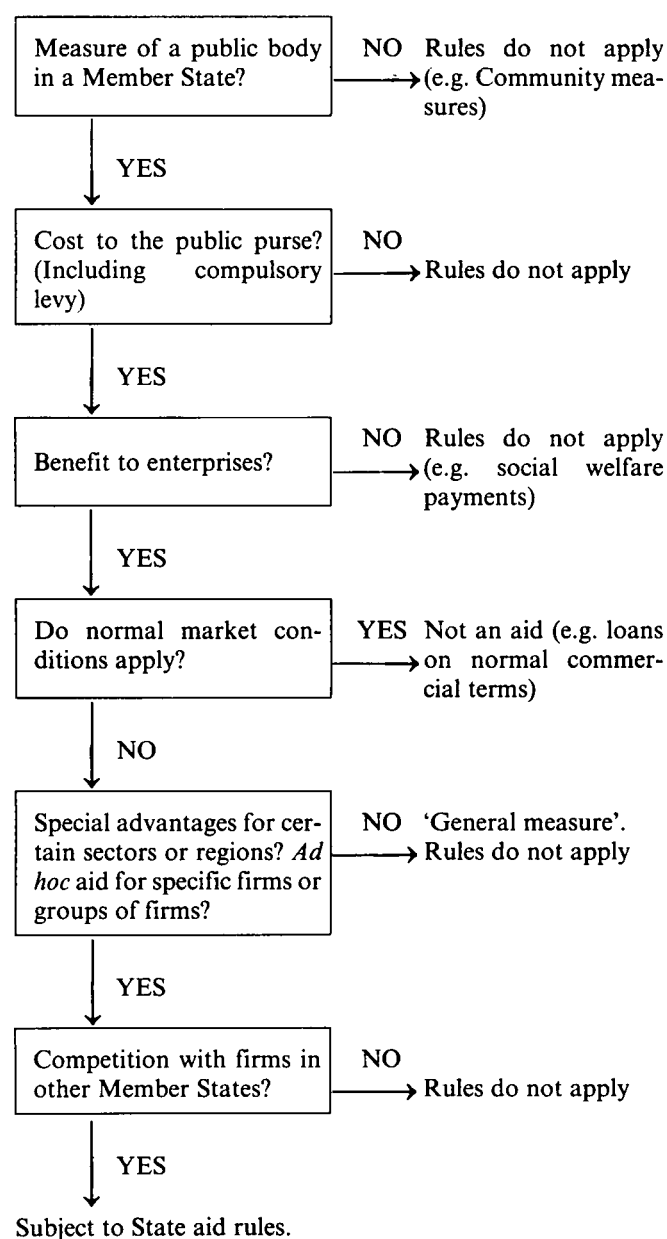 Measure of a public body
in a Member State?
NO Rules do not apply
(e.g. Community mea-
sures)
YES
Cost to the public purse?
(Including compulsory
levy)
NO
Rules do not apply
YES
Benefit to enterprises?
NO Rules do not apply
(e.g. social welfare
payments)
YES
Do normal market con-
ditions apply?
YES Not an aid (e.g. loans
on normal commer-
cial terms)
NO
Special advantages for cer-
tain sectors or regions? Ad
hoc aid for specific firms or
groups of firms?
NO ‘General measure’.
Rules do not apply
YES
Competition with firms in
other Member States?
NO
Rules do not apply
YES
Subject to State aid rules.